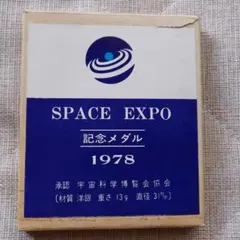 SPACE EXPO
記念メダル
1978
承認 宇宙科学博覧会協会
(材質 洋銀 重さ 13g 直径 31㎜)